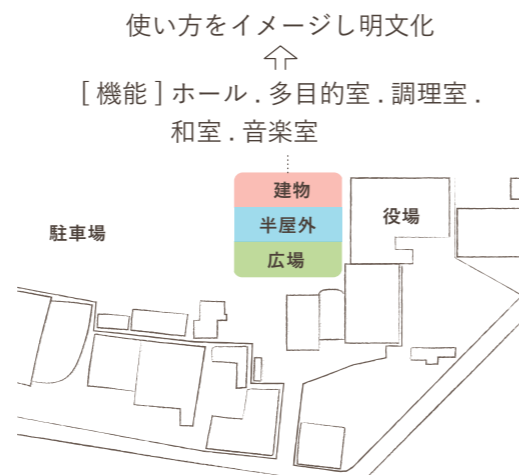 使い方をイメージし明文化
[ 機能 ] ホール . 多目的室 . 調理室 .
和室 . 音楽室
建物
半屋外
広場
役場
駐車場